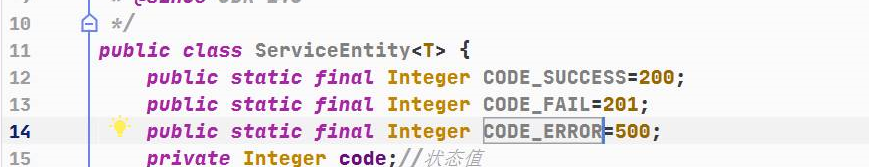 10 */
11 public class ServiceEntity<T> {
12 public static final Integer CODE_SUCCESS=200;
13 public static final Integer CODE_FAIL=201;
14 public static final Integer CODE_ERROR=500;
15 private Integer code;//状态值